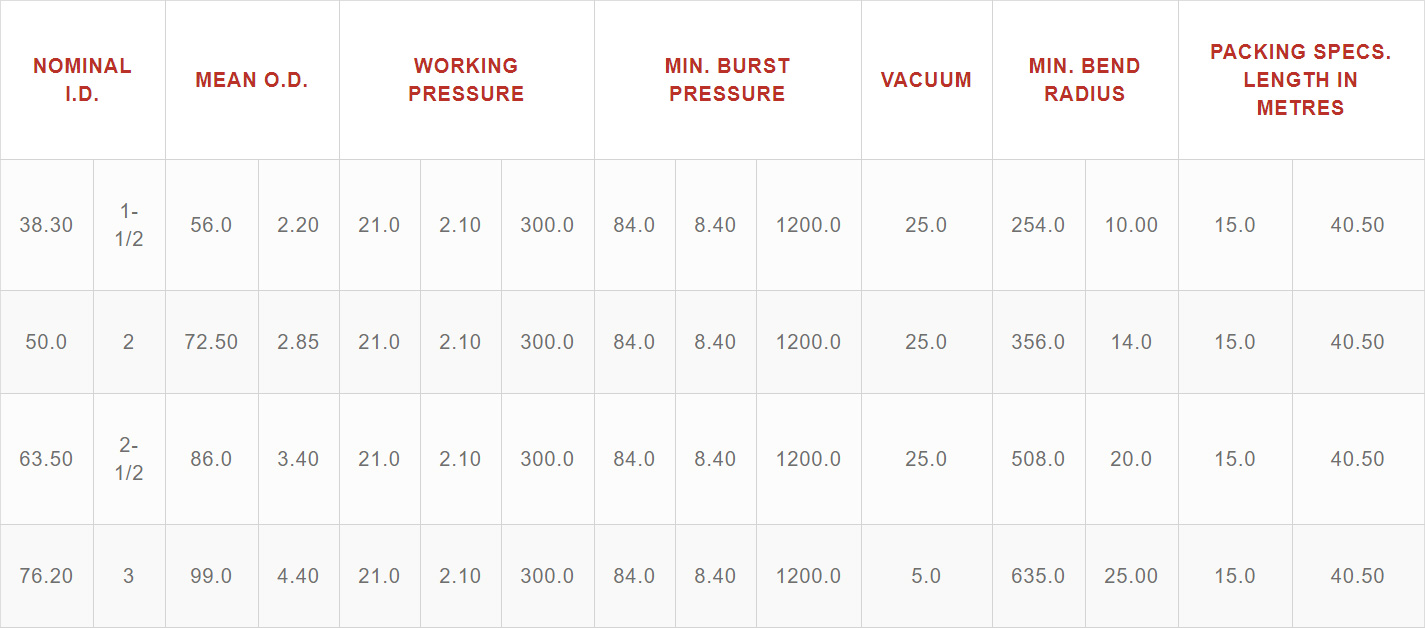 NOMINAL I.D. MEAN O.D. WORKING PRESSURE MIN. BURST PRESSURE VACUUM MIN. BEND RADIUS PACKING SPECS. LENGTH IN METRES
38.30 1-1/2 56.0 2.20 21.0 2.10 300.0 84.0 8.40 1200.0 25.0 254.0 10.00 15.0 40.50
50.0 2 72.50 2.85 21.0 2.10 300.0 84.0 8.40 1200.0 25.0 356.0 14.0 15.0 40.50
63.50 2-1/2 86.0 3.40 21.0 2.10 300.0 84.0 8.40 1200.0 25.0 508.0 20.0 15.0 40.50
76.20 3 99.0 4.40 21.0 2.10 300.0 84.0 8.40 1200.0 5.0 635.0 25.00 15.0 40.50